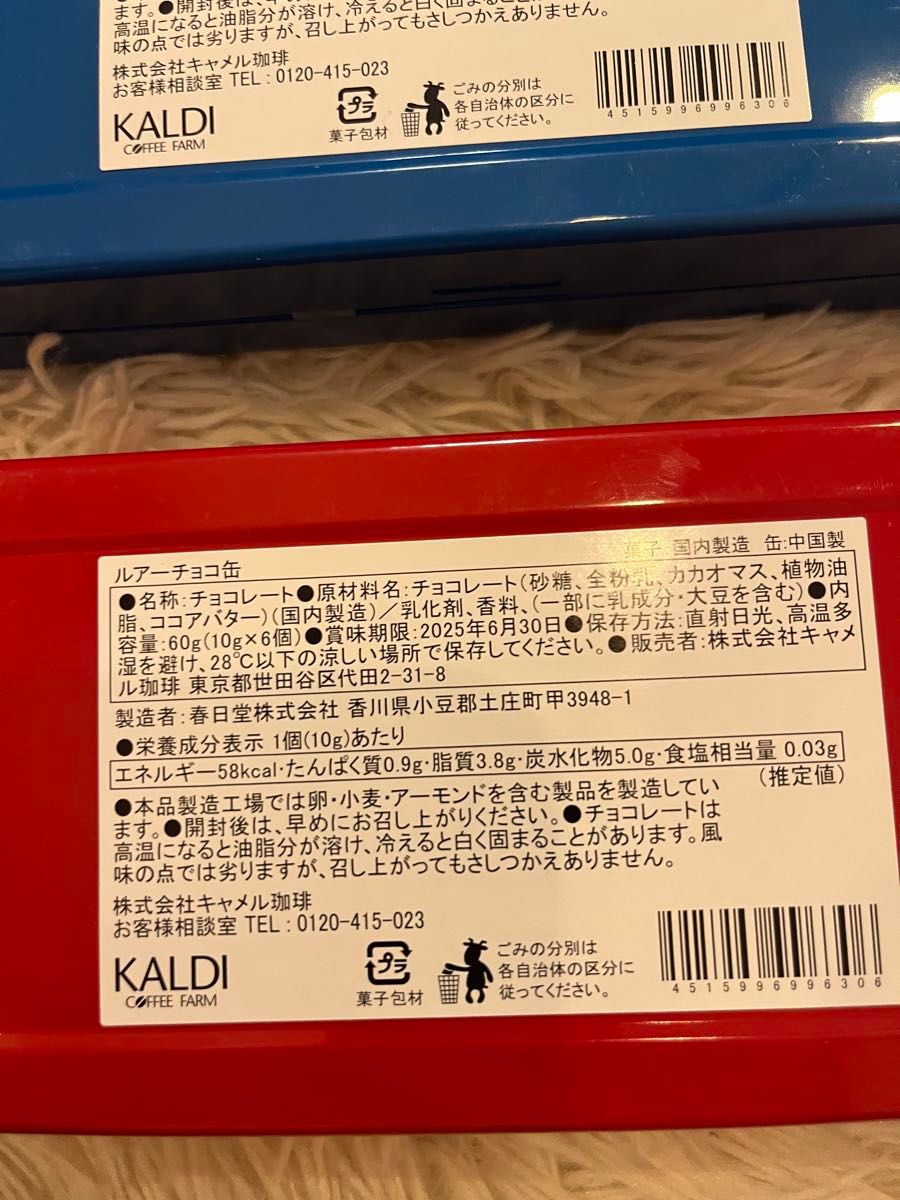 ます。●開封後は、早め
高温になると油脂分が溶け、冷えると白く固まること
味の点では劣りますが、召し上がってもさしつかえありません。
株式会社キャメル珈琲
お客様相談室 TEL:0120-415-023
KALDI
COFFEE FARM
プラ
菓子包材
ごみの分別は
各自治体の区分に
従ってください。
4515996996306
ルアーチョコ缶
菓子:国内製造 缶:中国製
●名称:チョコレート●原材料名:チョコレート(砂糖、全粉乳、カカオマス、植物油
脂、ココアバター)(国内製造)/乳化剤、香料、(一部に乳成分・大豆を含む)●内
容量:60g(10g×6個)●賞味期限:2025年6月30日●保存方法:直射日光、高温多
湿を避け、28℃以下の涼しい場所で保存してください。●販売者:株式会社キャメ
ル珈琲 東京都世田谷区代田2-31-8
製造者:春日堂株式会社 香川県小豆郡土庄町甲3948-1
●栄養成分表示 1個(10g)あたり
エネルギー58kcal・たんぱく質0.9g・脂質3.8g・炭水化物5.0g・食塩相当量 0.03g
(推定値)
●本品製造工場では卵・小麦・アーモンドを含む製品を製造してい
ます。●開封後は、早めにお召し上がりください。●チョコレートは
高温になると油脂分が溶け、冷えると白く固まることがあります。風
味の点では劣りますが、召し上がってもさしつかえありません。
株式会社キャメル珈琲
お客様相談室 TEL:0120-415-023
KALDI
COFFEE FARM
プラ
菓子包材
ごみの分別は
各自治体の区分に
従ってください。
4515996996306